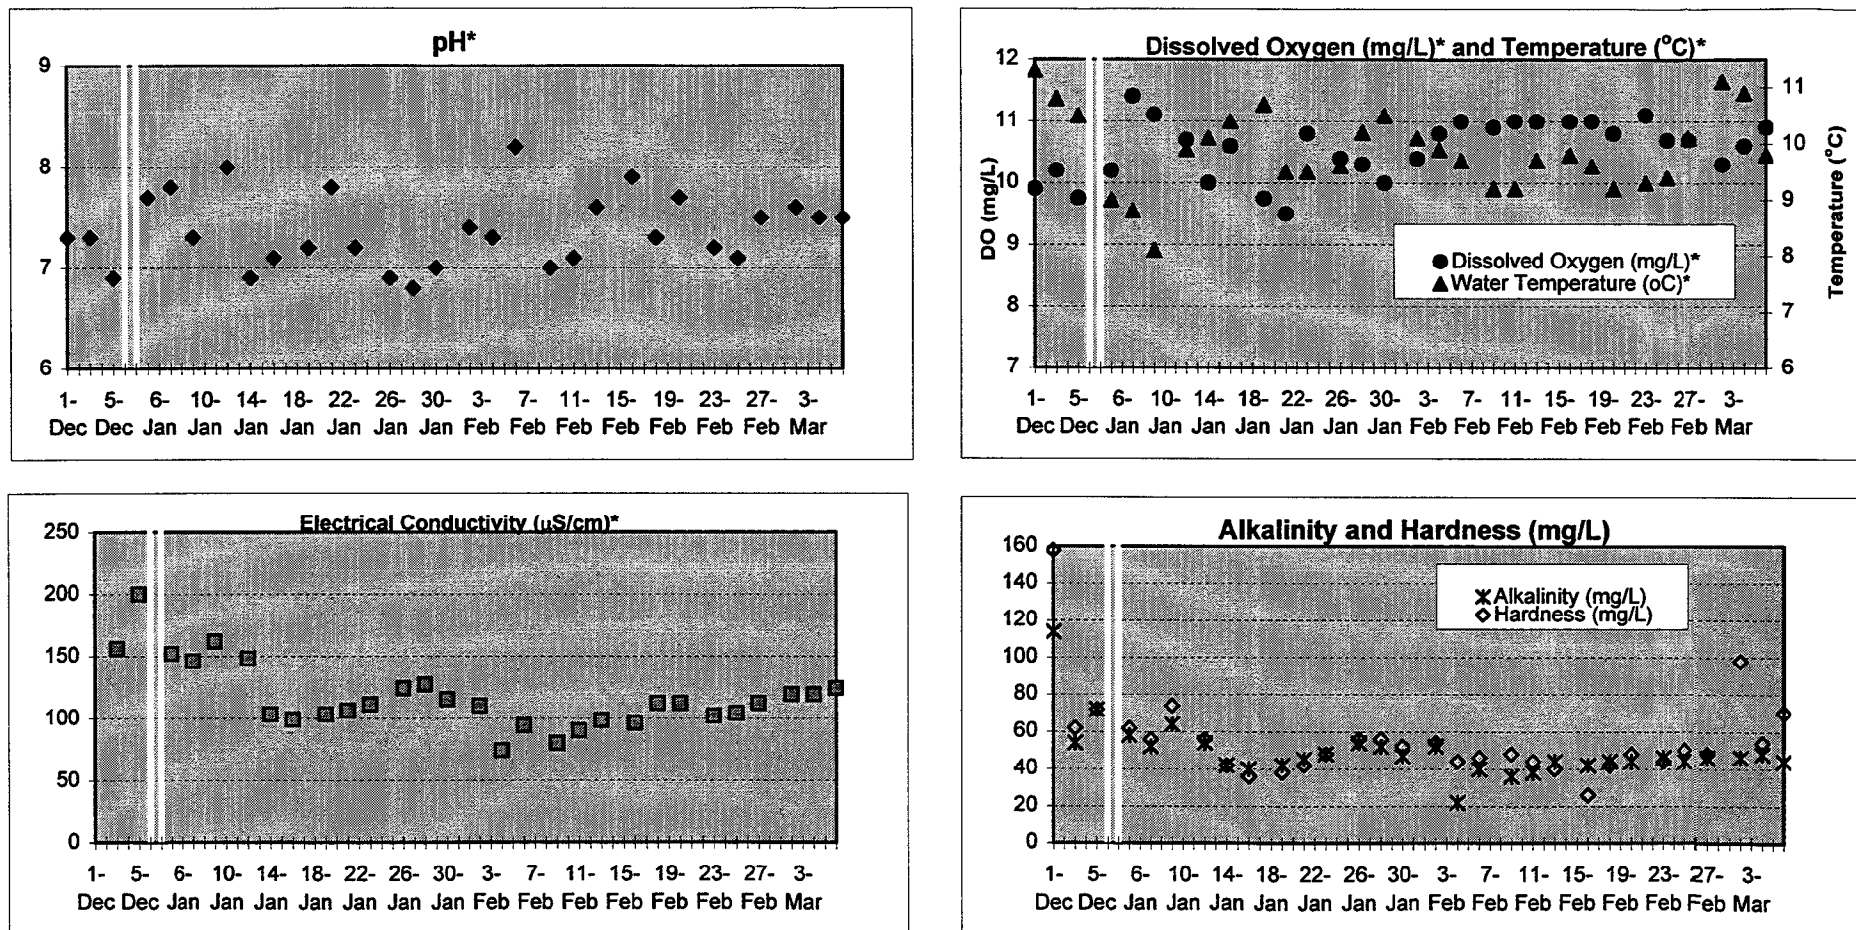 pH*
9
8
7
6
1- 5- 6- 10- 14- 18- 22- 26- 30- 3- 7- 11- 15- 19- 23- 27- 3-
Dec Dec Jan Jan Jan Jan Jan Jan Jan Feb Feb Feb Feb Feb Feb Feb Mar
Dissolved Oxygen (mg/L)* and Temperature (°C)*
12
11
10
9
8
7
DO (mg/L)
11
10
9
8
7
6
Temperature (°C)
Dissolved Oxygen (mg/L)*
Water Temperature (oC)*
1- 5- 6- 10- 14- 18- 22- 26- 30- 3- 7- 11- 15- 19- 23- 27- 3-
Dec Dec Jan Jan Jan Jan Jan Jan Jan Feb Feb Feb Feb Feb Feb Feb Mar
Electrical Conductivity (µS/cm)*
250
200
150
100
50
0
1- 5- 6- 10- 14- 18- 22- 26- 30- 3- 7- 11- 15- 19- 23- 27- 3-
Dec Dec Jan Jan Jan Jan Jan Jan Jan Feb Feb Feb Feb Feb Feb Feb Mar
Alkalinity and Hardness (mg/L)
160
140
120
100
80
60
40
20
0
Alkalinity (mg/L)
Hardness (mg/L)
1- 5- 6- 10- 14- 18- 22- 26- 30- 3- 7- 11- 15- 19- 23- 27- 3-
Dec Dec Jan Jan Jan Jan Jan Jan Jan Feb Feb Feb Feb Feb Feb Feb Mar